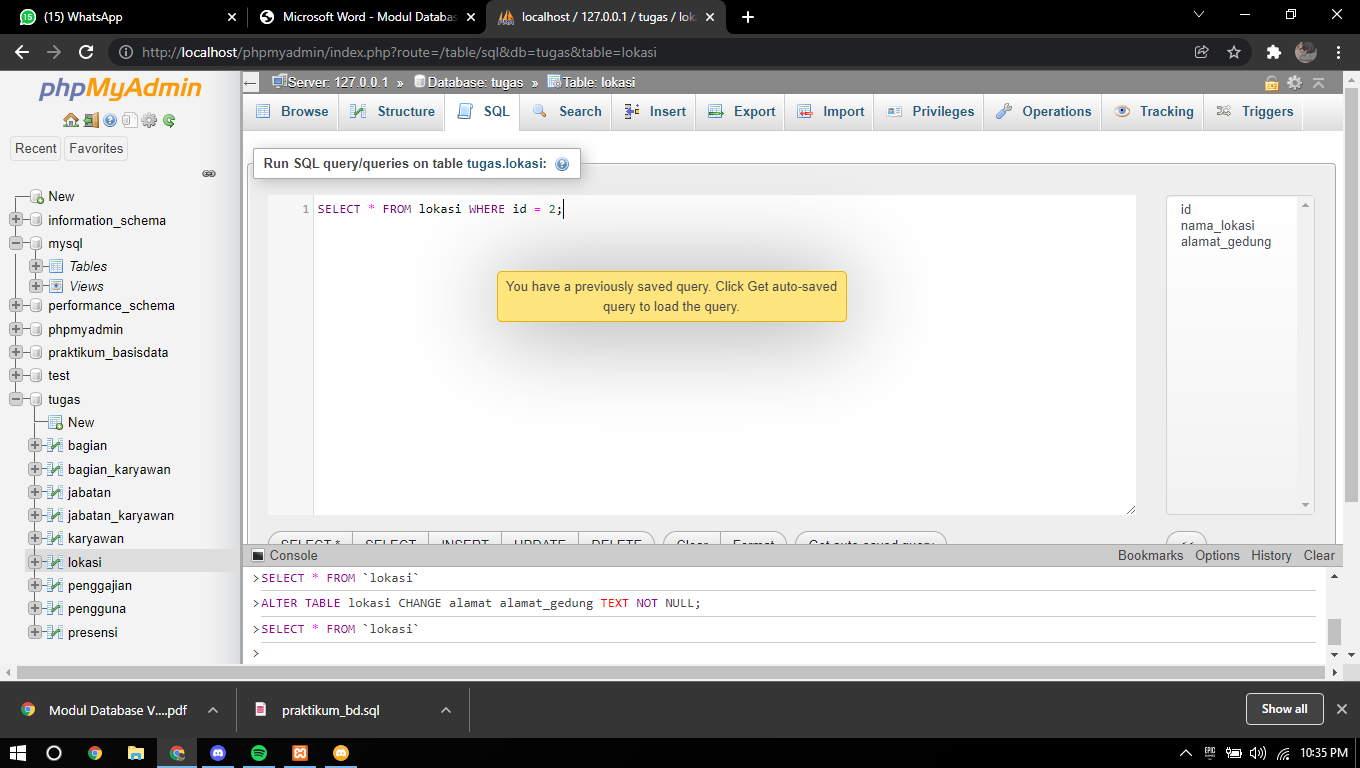 (15) WhatsApp
Microsoft Word - Modul Databas
localhost / 127.0.0.1 / tugas / lok
http://localhost/phpmyadmin/index.php?route=/table/sql&db=tugas&table=lokasi
phpMyAdmin
Recent Favorites
New
information_schema
mysql
Tables
Views
performance_schema
phpmyadmin
praktikum_basisdata
test
tugas
New
bagian
bagian_karyawan
jabatan
jabatan_karyawan
karyawan
lokasi
penggajian
pengguna
presensi
Server: 127.0.0.1 » Database: tugas » Table: lokasi
Browse Structure SQL Search Insert Export Import Privileges Operations Tracking Triggers
Run SQL query/queries on table tugas.lokasi:
1 SELECT * FROM lokasi WHERE id = 2;
You have a previously saved query. Click Get auto-saved
query to load the query.
id
nama_lokasi
alamat_gedung
SELECT * SELECT INSERT UPDATE DELETE Clear Format Get auto-saved query <<
Console Bookmarks Options History Clear
>SELECT * FROM `lokasi`
>ALTER TABLE lokasi CHANGE alamat alamat_gedung TEXT NOT NULL;
>SELECT * FROM `lokasi`
>
Modul Database V....pdf
praktikum_bd.sql
Show all
EPIC
10:35 PM